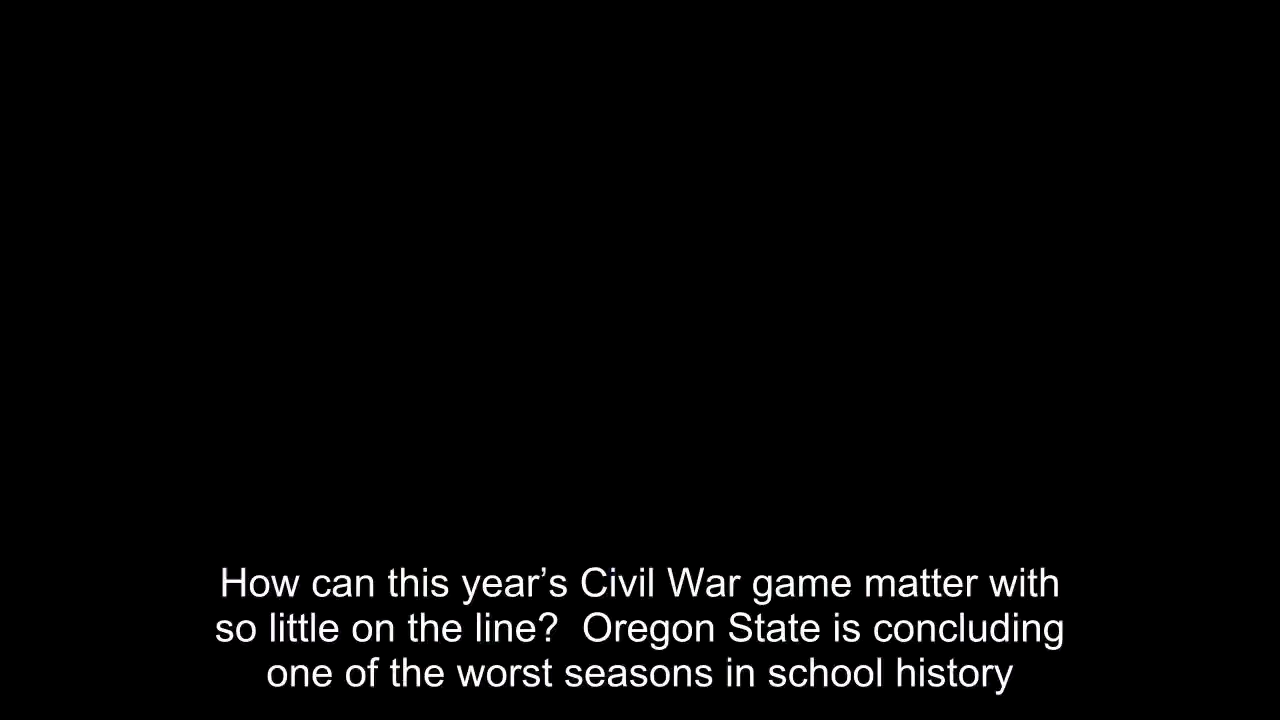 How can this year’s Civil War game matter with
so little on the line?  Oregon State is concluding
one of the worst seasons in school history